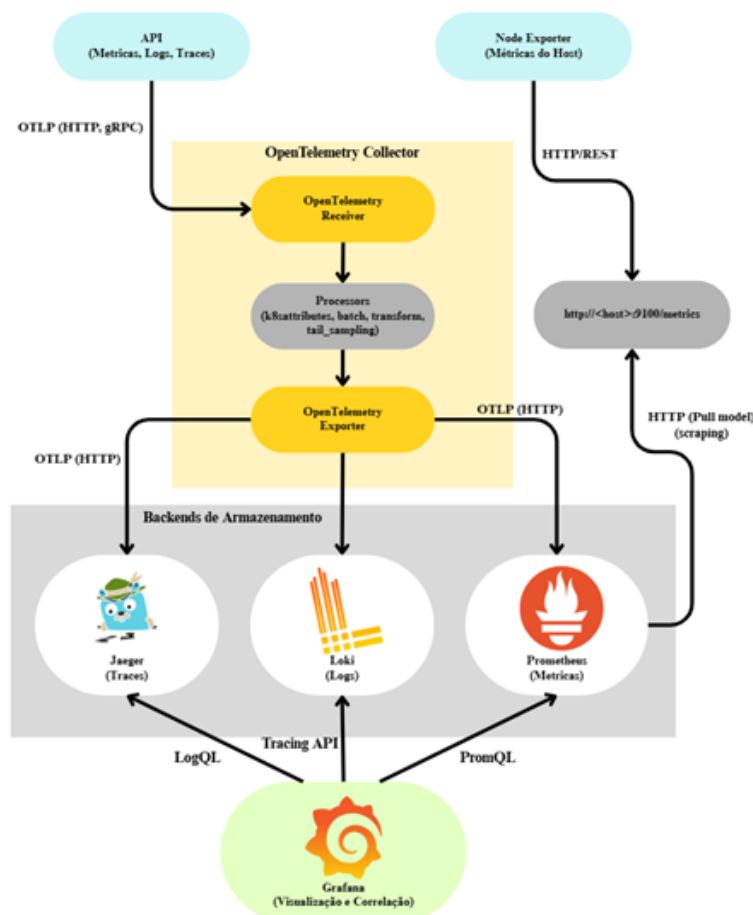 API
(Metricas, Logs, Traces)
Node Exporter
(Métricas do Host)
OTLP (HTTP, gRPC)
HTTP/REST
OpenTelemetry Collector
OpenTelemetry
Receiver
Processors
(k8sattributes, batch, transform,
tail_sampling)
http://<host>:9100/metrics
OpenTelemetry
Exporter
OTLP (HTTP)
HTTP (Pull model)
(scraping)
OTLP (HTTP)
Backends de Armazenamento
Jaeger
(Traces)
Loki
(Logs)
Prometheus
(Metricas)
LogQL
Tracing API
PromQL
Grafana
(Visualização e Correlação)